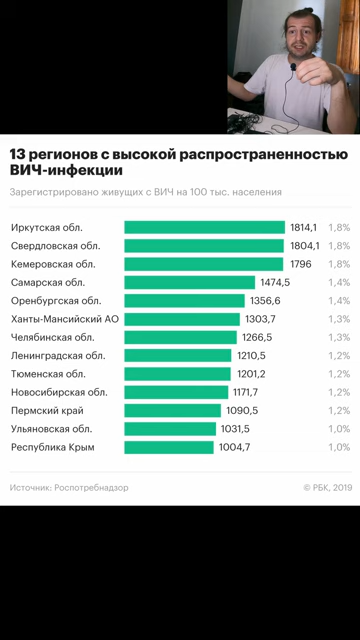 13 регионов с высокой распространенностью
ВИЧ-инфекции
Зарегистрировано живущих с ВИЧ на 100 тыс. населения
Иркутская обл. 1814,1 1,8%
Свердловская обл. 1804,1 1,8%
Кемеровская обл. 1796 1,8%
Самарская обл. 1474,5 1,4%
Оренбургская обл. 1356,6 1,4%
Ханты-Мансийский АО 1303,7 1,3%
Челябинская обл. 1266,5 1,3%
Ленинградская обл. 1210,5 1,2%
Тюменская обл. 1201,2 1,2%
Новосибирская обл. 1171,7 1,2%
Пермский край 1090,5 1,2%
Ульяновская обл. 1031,5 1,0%
Республика Крым 1004,7 1,0%
Источник: Роспотребнадзор © РБК, 2019